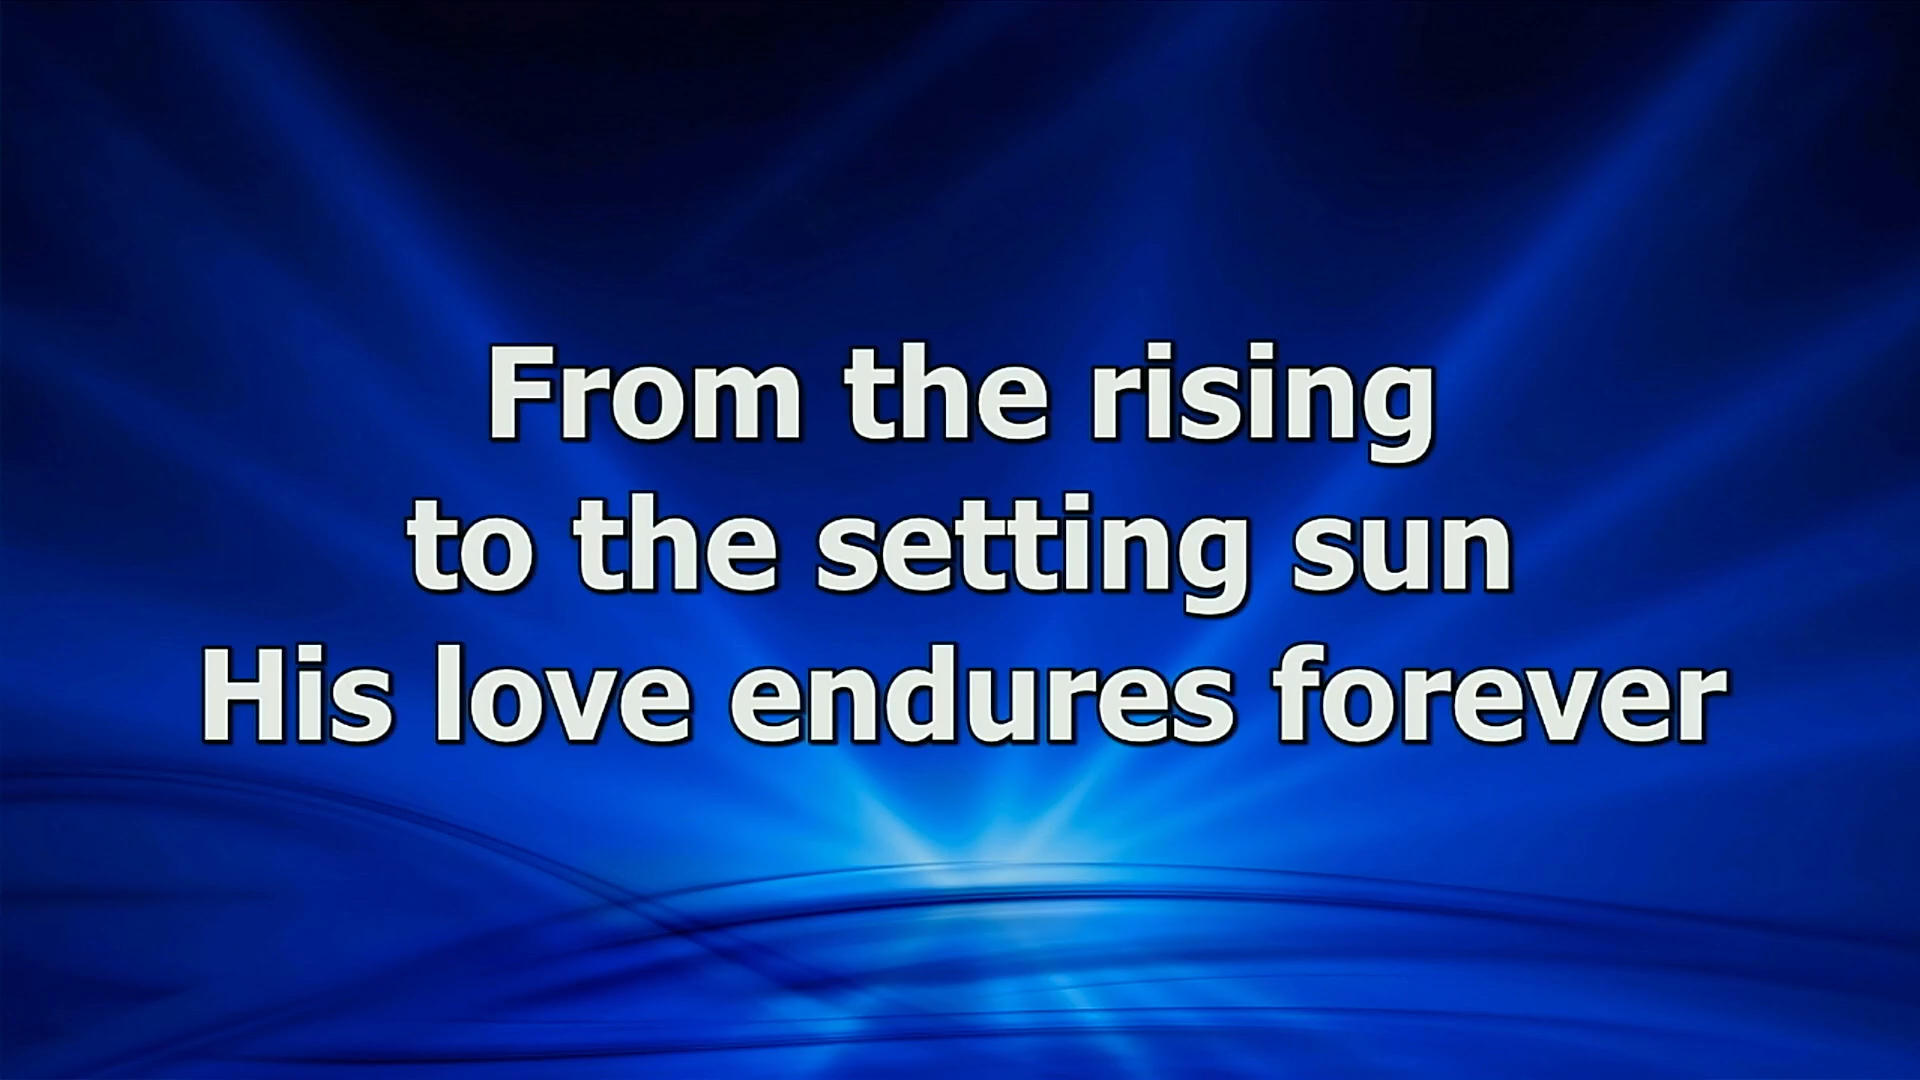 From the rising
to the setting sun
His love endures forever